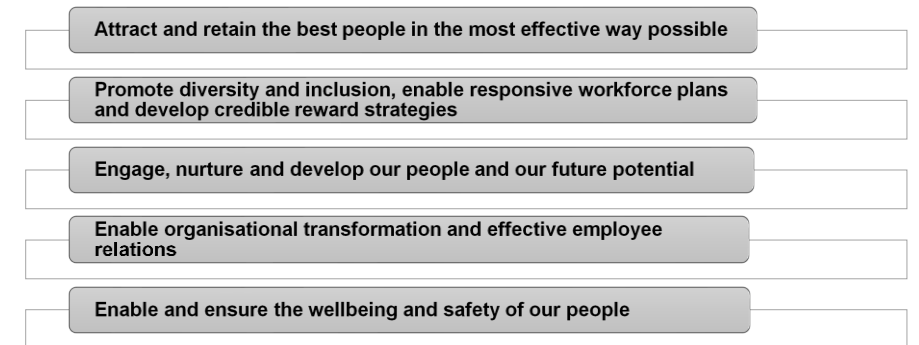 Attract and retain the best people in the most effective way possible
Promote diversity and inclusion, enable responsive workforce plans
and develop credible reward strategies
Engage, nurture and develop our people and our future potential
Enable organisational transformation and effective employee
relations
Enable and ensure the wellbeing and safety of our people